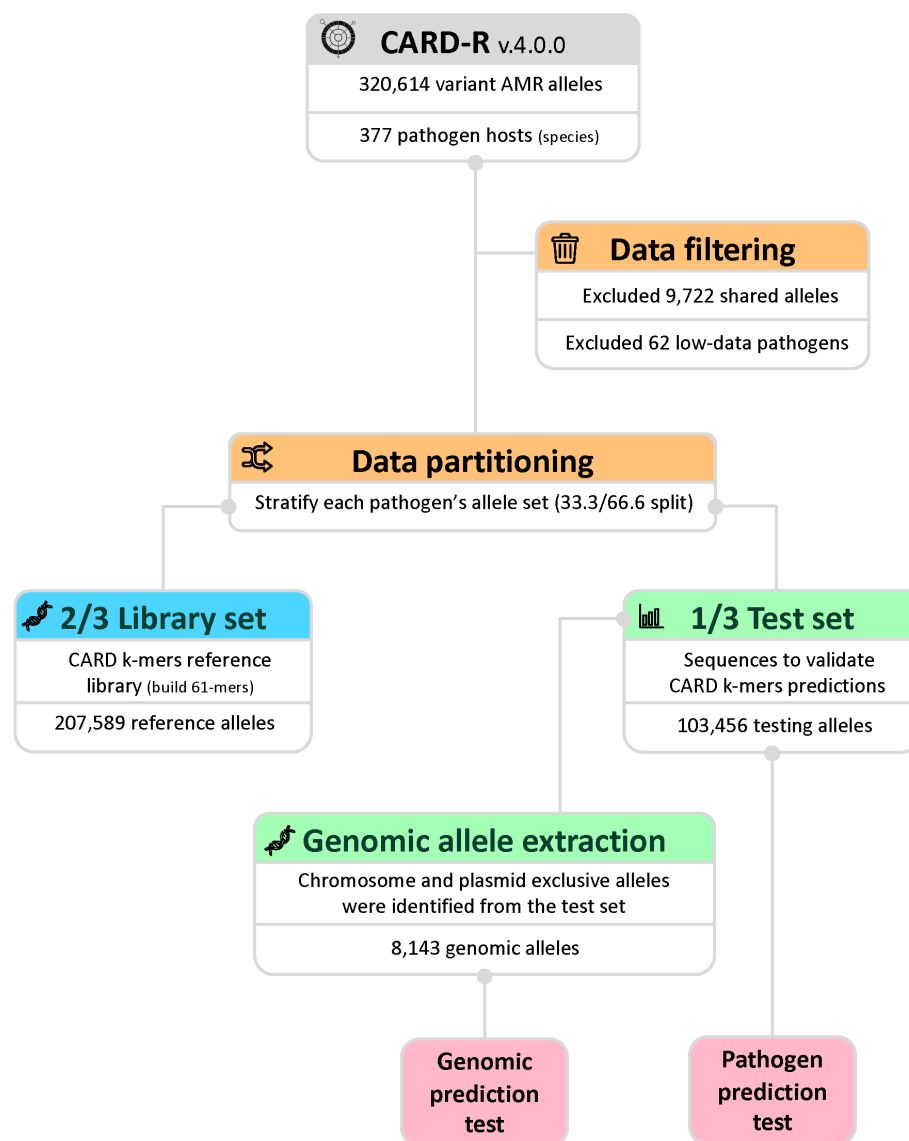 CARD-R v.4.0.0
320,614 variant AMR alleles
377 pathogen hosts (species)
Data filtering
Excluded 9,722 shared alleles
Excluded 62 low-data pathogens
Data partitioning
Stratify each pathogen's allele set (33.3/66.6 split)
2/3 Library set
CARD k-mers reference
library (build 61-mers)
207,589 reference alleles
1/3 Test set
Sequences to validate
CARD k-mers predictions
103,456 testing alleles
Genomic allele extraction
Chromosome and plasmid exclusive alleles
were identified from the test set
8,143 genomic alleles
Genomic
prediction
test
Pathogen
prediction
test